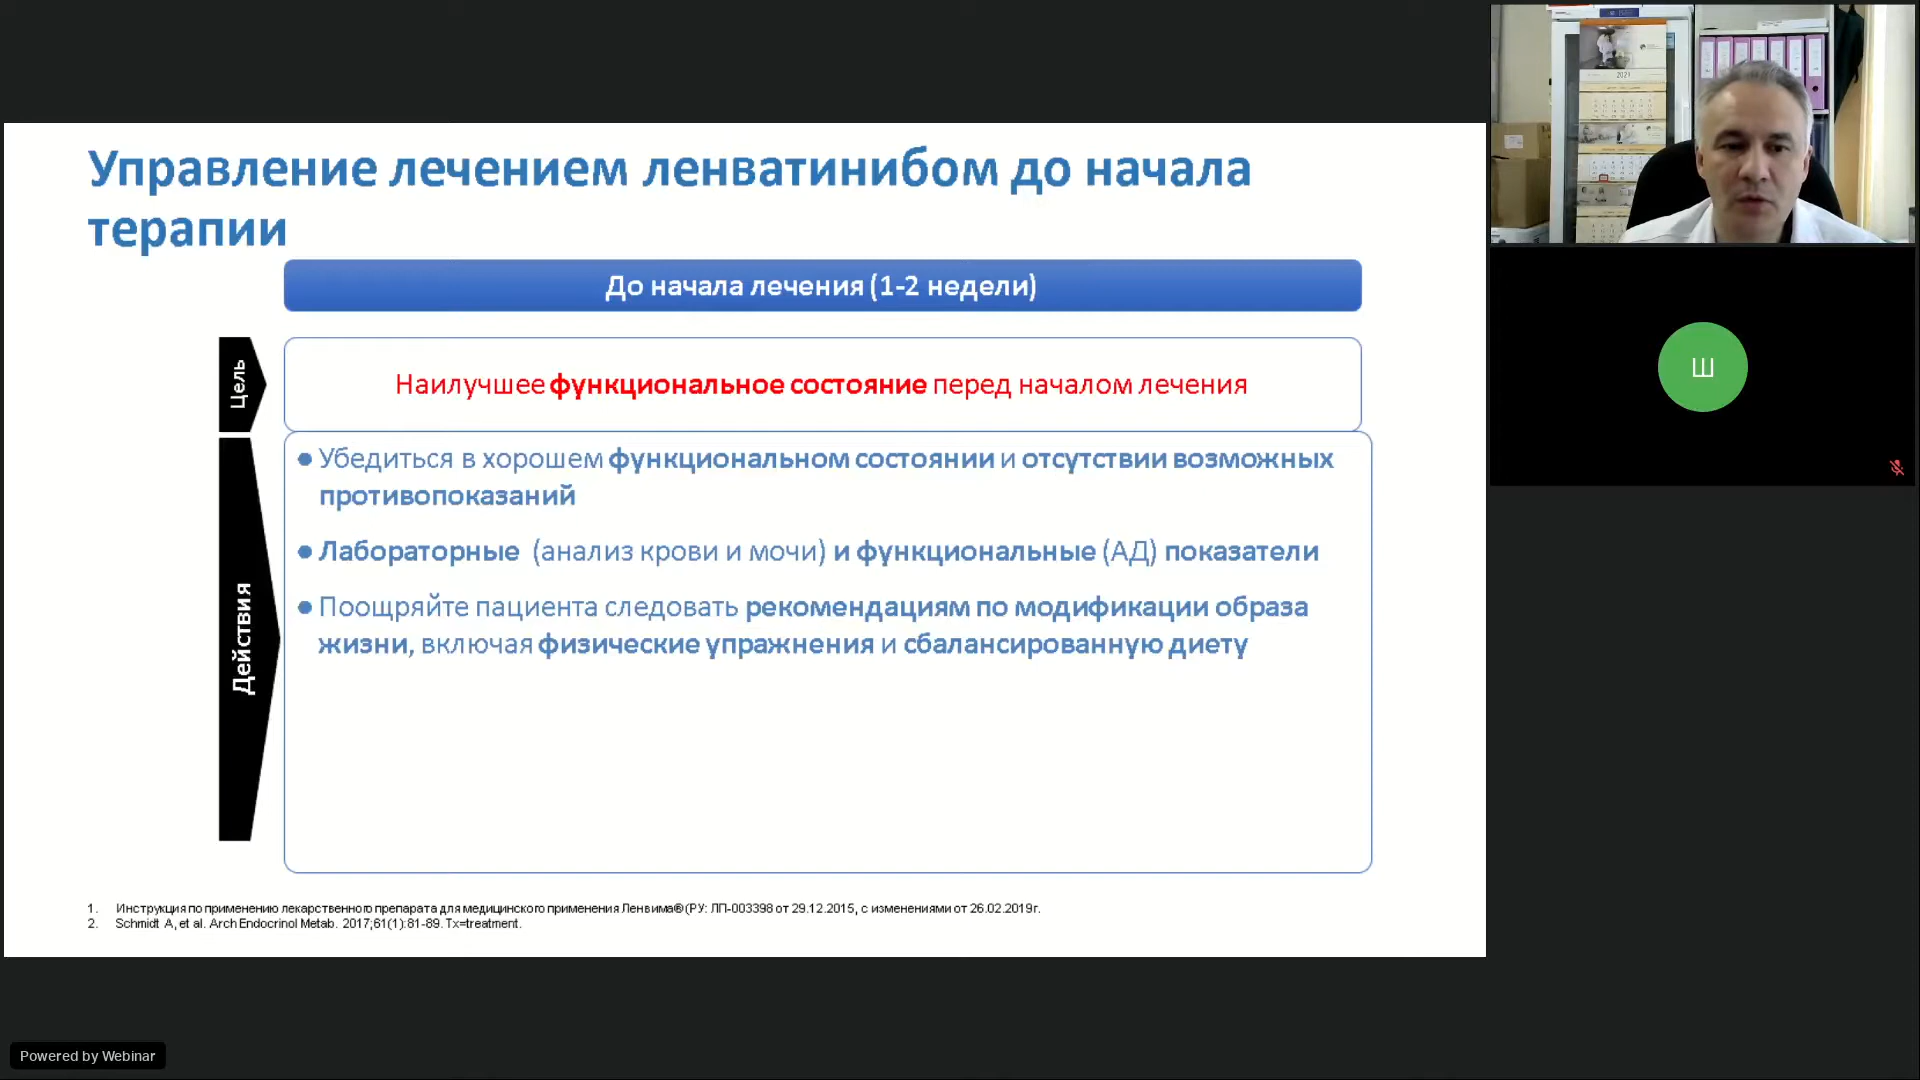 Управление лечением ленватинибом до начала
терапии
До начала лечения (1-2 недели)
Цель
Наилучшее функциональное состояние перед началом лечения
Действия
● Убедиться в хорошем функциональном состоянии и отсутствии возможных
противопоказаний
● Лабораторные (анализ крови и мочи) и функциональные (АД) показатели
● Поощряйте пациента следовать рекомендациям по модификации образа
жизни, включая физические упражнения и сбалансированную диету
1. Инструкция по применению лекарственного препарата для медицинского применения Ленвима® (РУ: ЛП-003398 от 29.12.2015, с изменениями от 26.02.2019г.
2. Schmidt A, et al. Arch Endocrinol Metab. 2017;61(1):81-89. Tx=treatment.
2021
Ш
Powered by Webinar